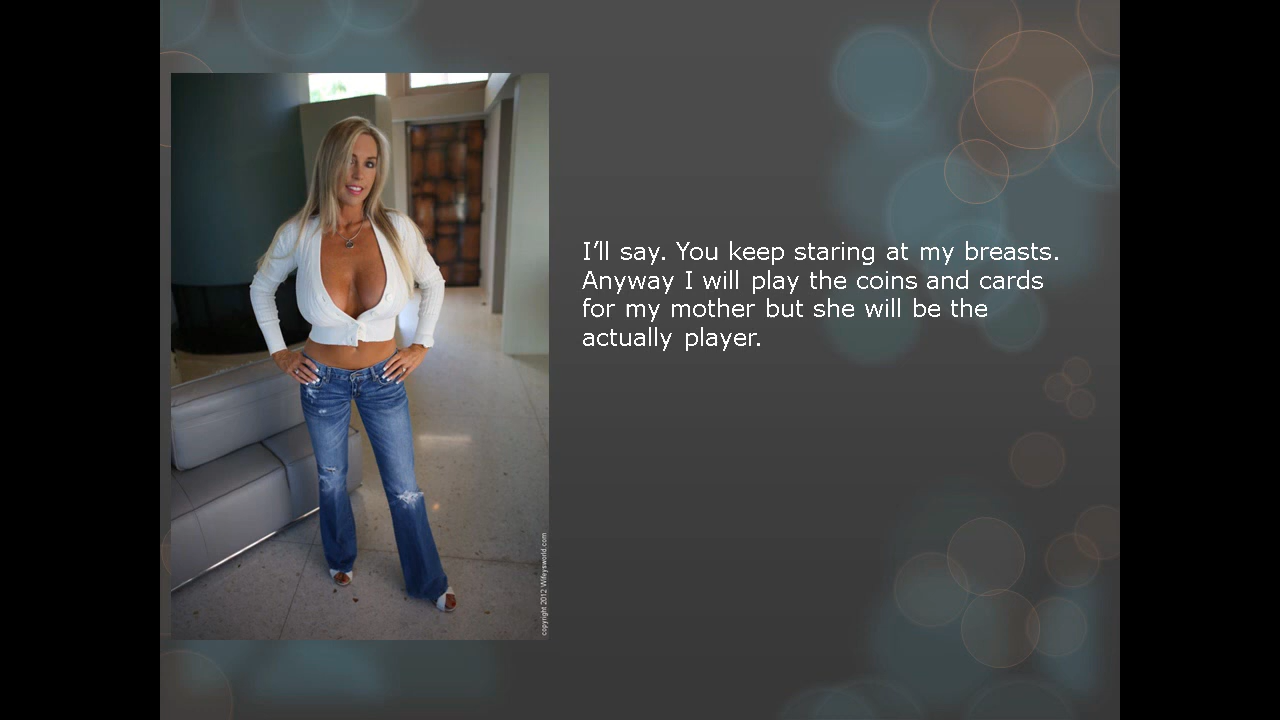 I’ll say. You keep staring at my breasts.
Anyway I will play the coins and cards
for my mother but she will be the
actually player.
copyright 2012 Wifeysworld.com